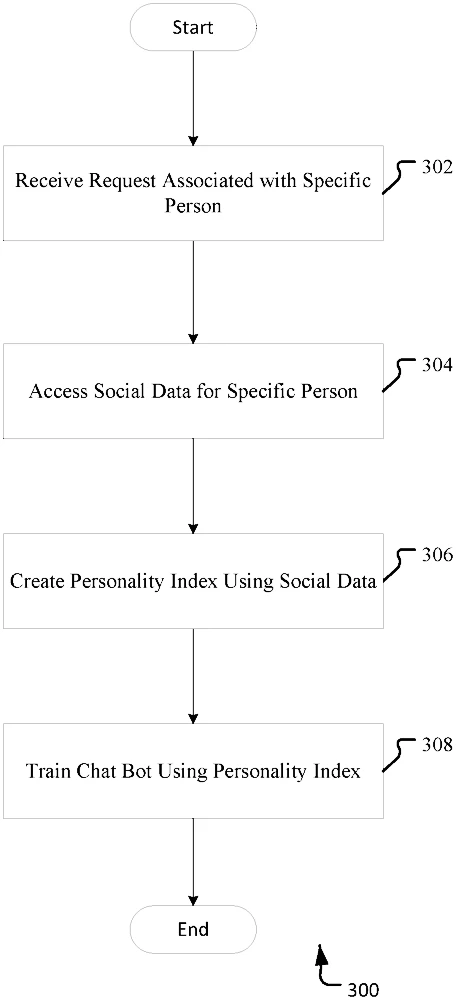 Start
Receive Request Associated with Specific
Person
302
Access Social Data for Specific Person
304
Create Personality Index Using Social Data
306
Train Chat Bot Using Personality Index
308
End
300